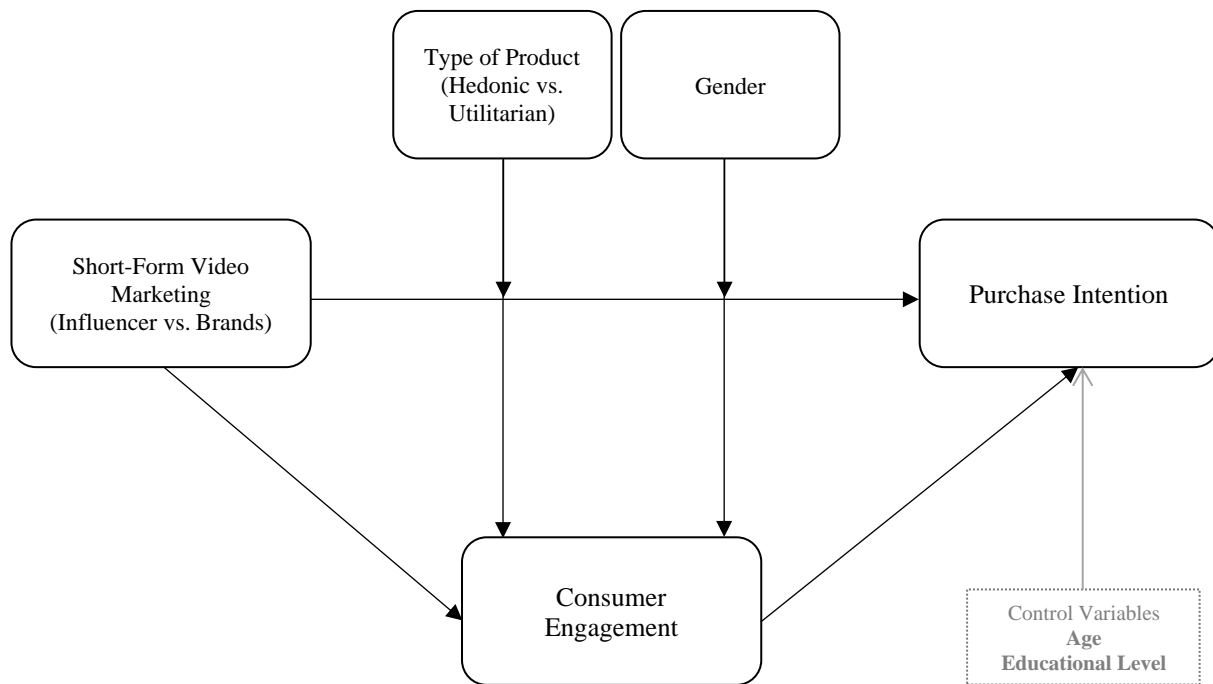 Type of Product
(Hedonic vs.
Utilitarian)
Gender
Short-Form Video
Marketing
(Influencer vs. Brands)
Purchase Intention
Consumer
Engagement
Control Variables
Age
Educational Level